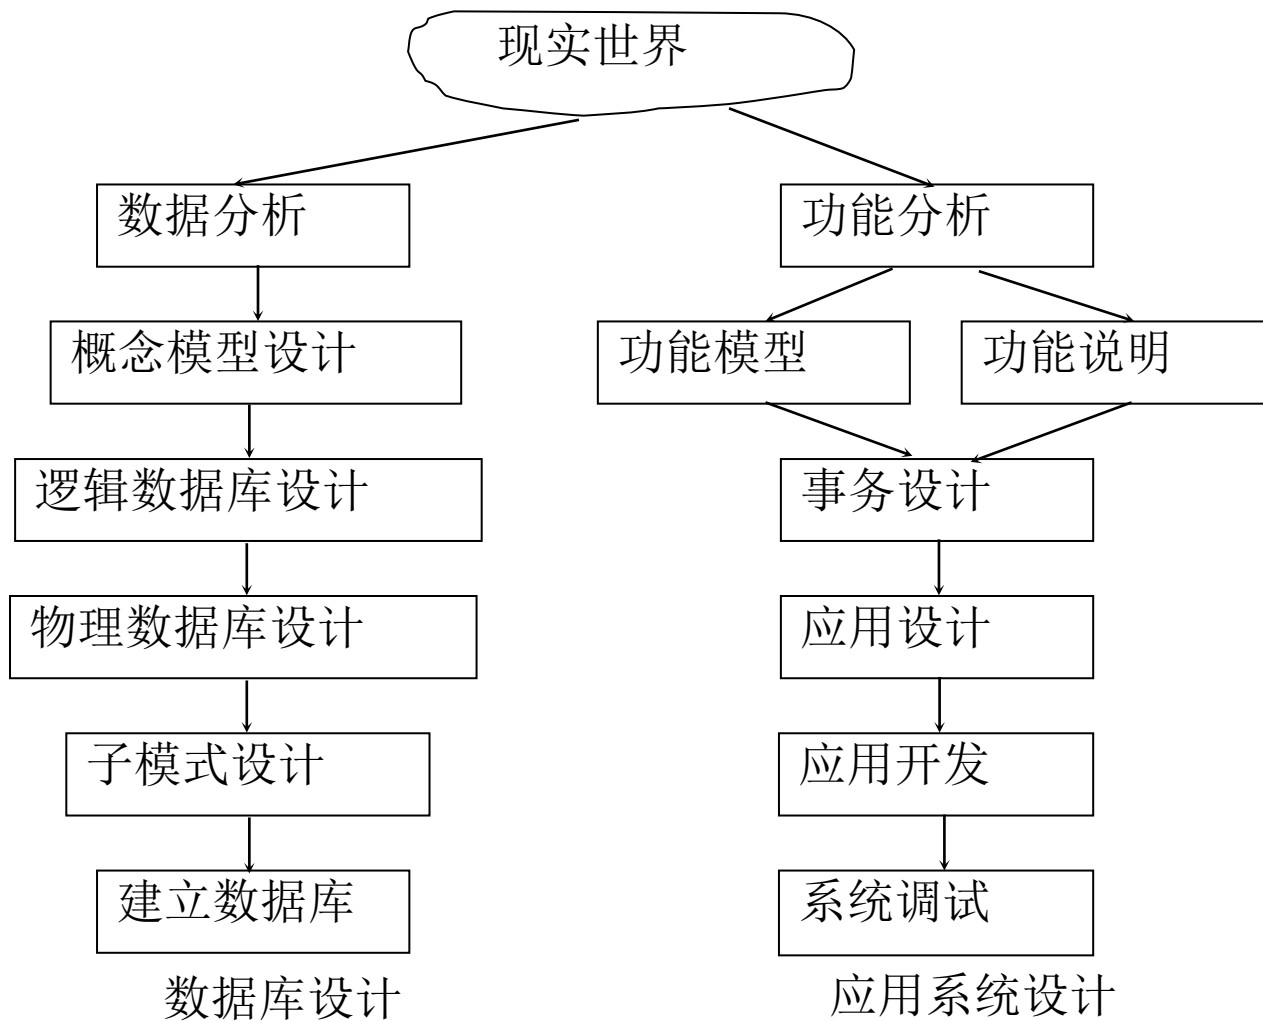 现实世界
数据分析
功能分析
概念模型设计
功能模型
功能说明
逻辑数据库设计
事务设计
物理数据库设计
应用设计
子模式设计
应用开发
建立数据库
系统调试
数据库设计
应用系统设计